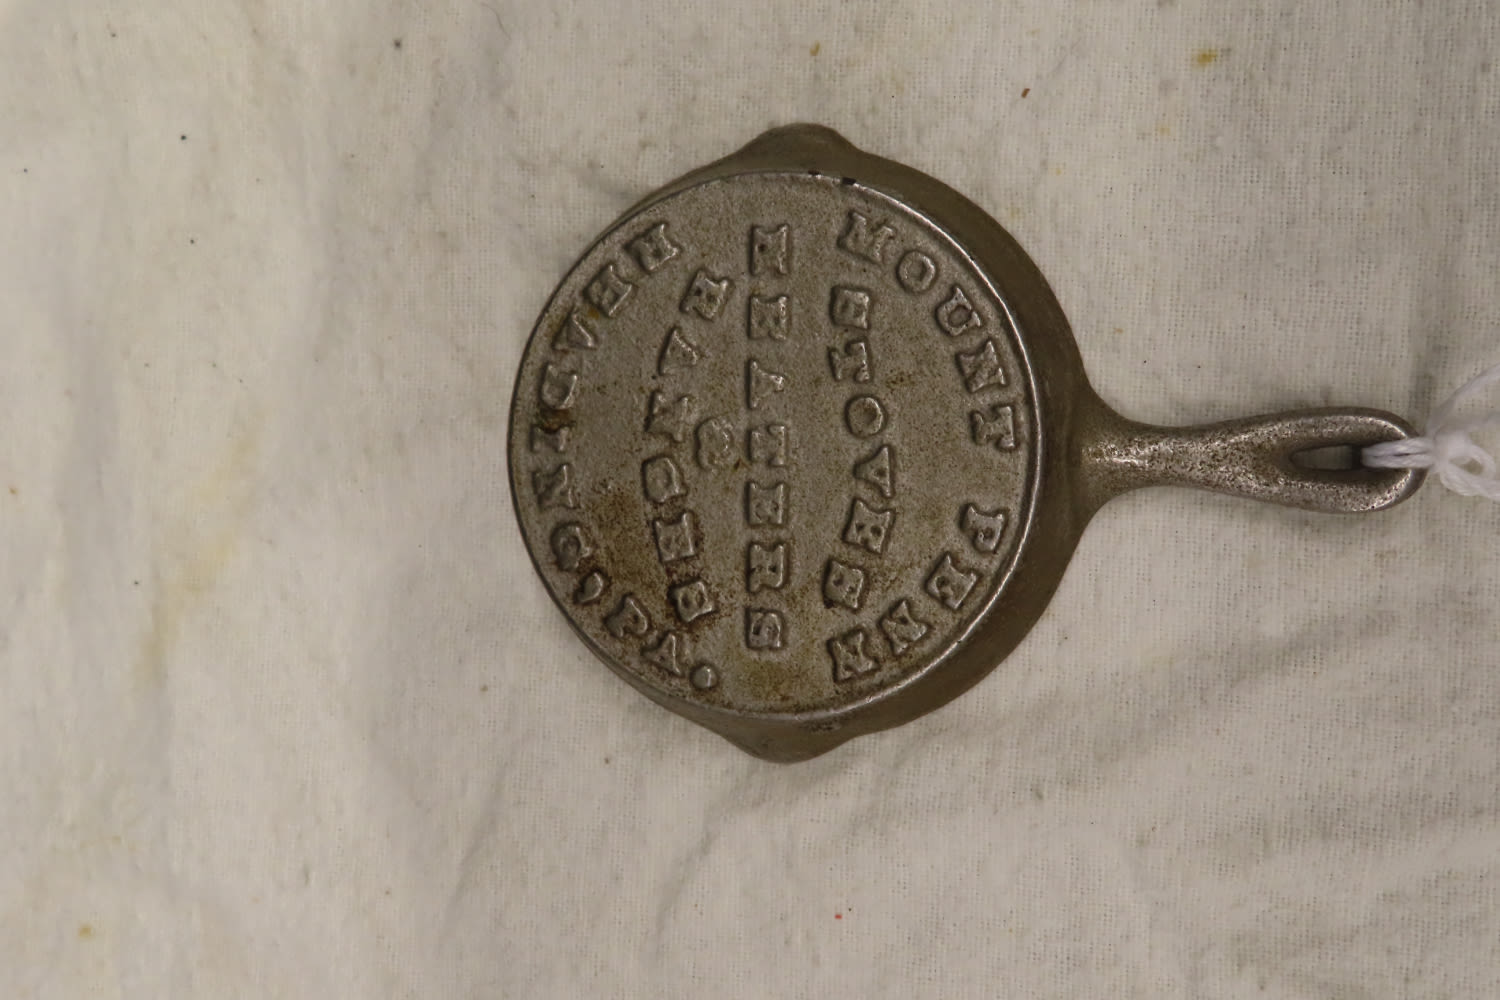 MOUNT PENN
STOVES
HEATERS
&
RANGES
READING, PA.